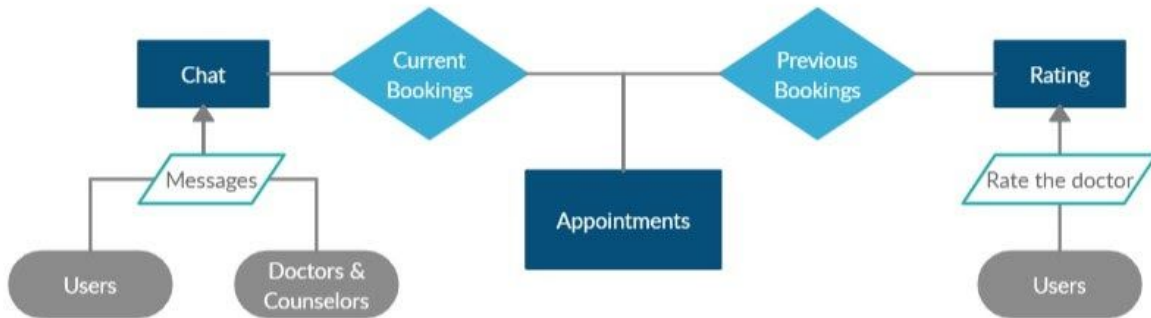 Chat
Current
Bookings
Previous
Bookings
Rating
Messages
Rate the doctor
Appointments
Users
Doctors &
Counselors
Users